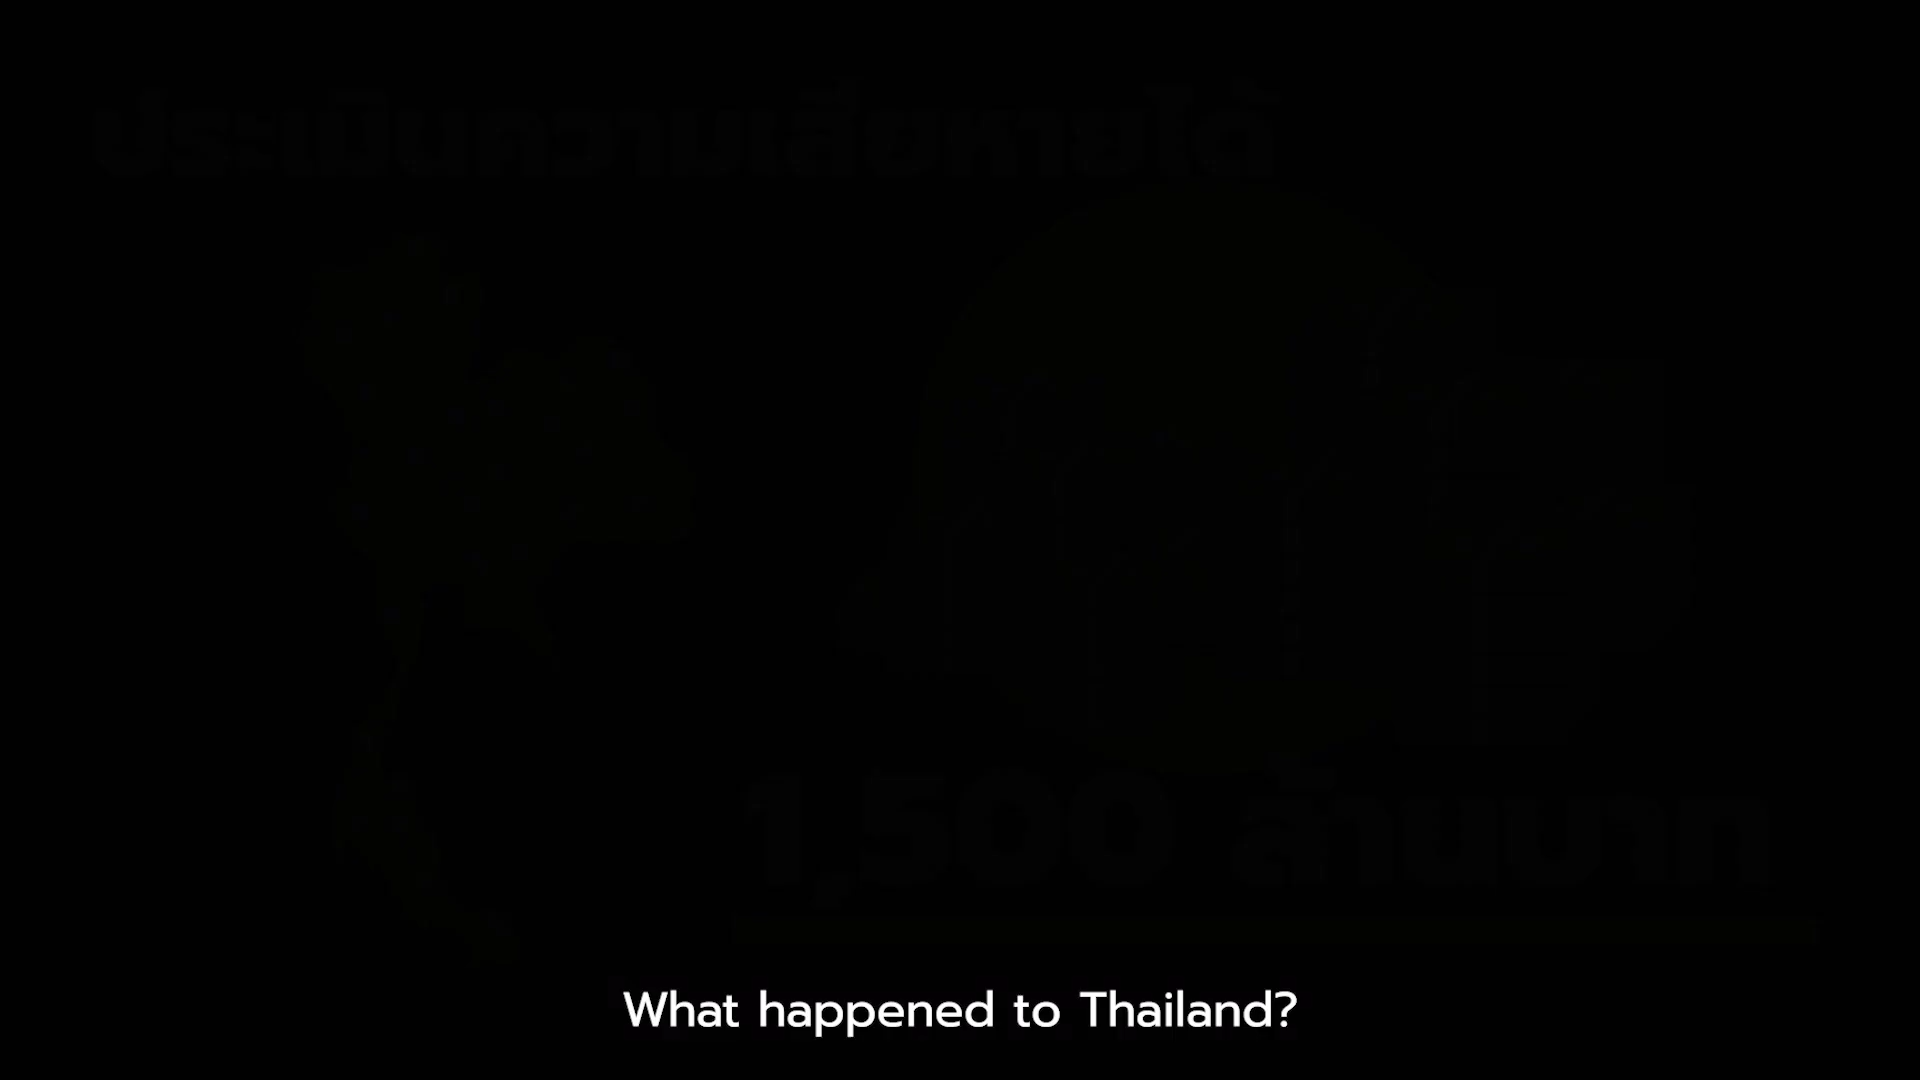 ประเมินความเสียหายได้
1,500 ล้านบาท
What happened to Thailand?